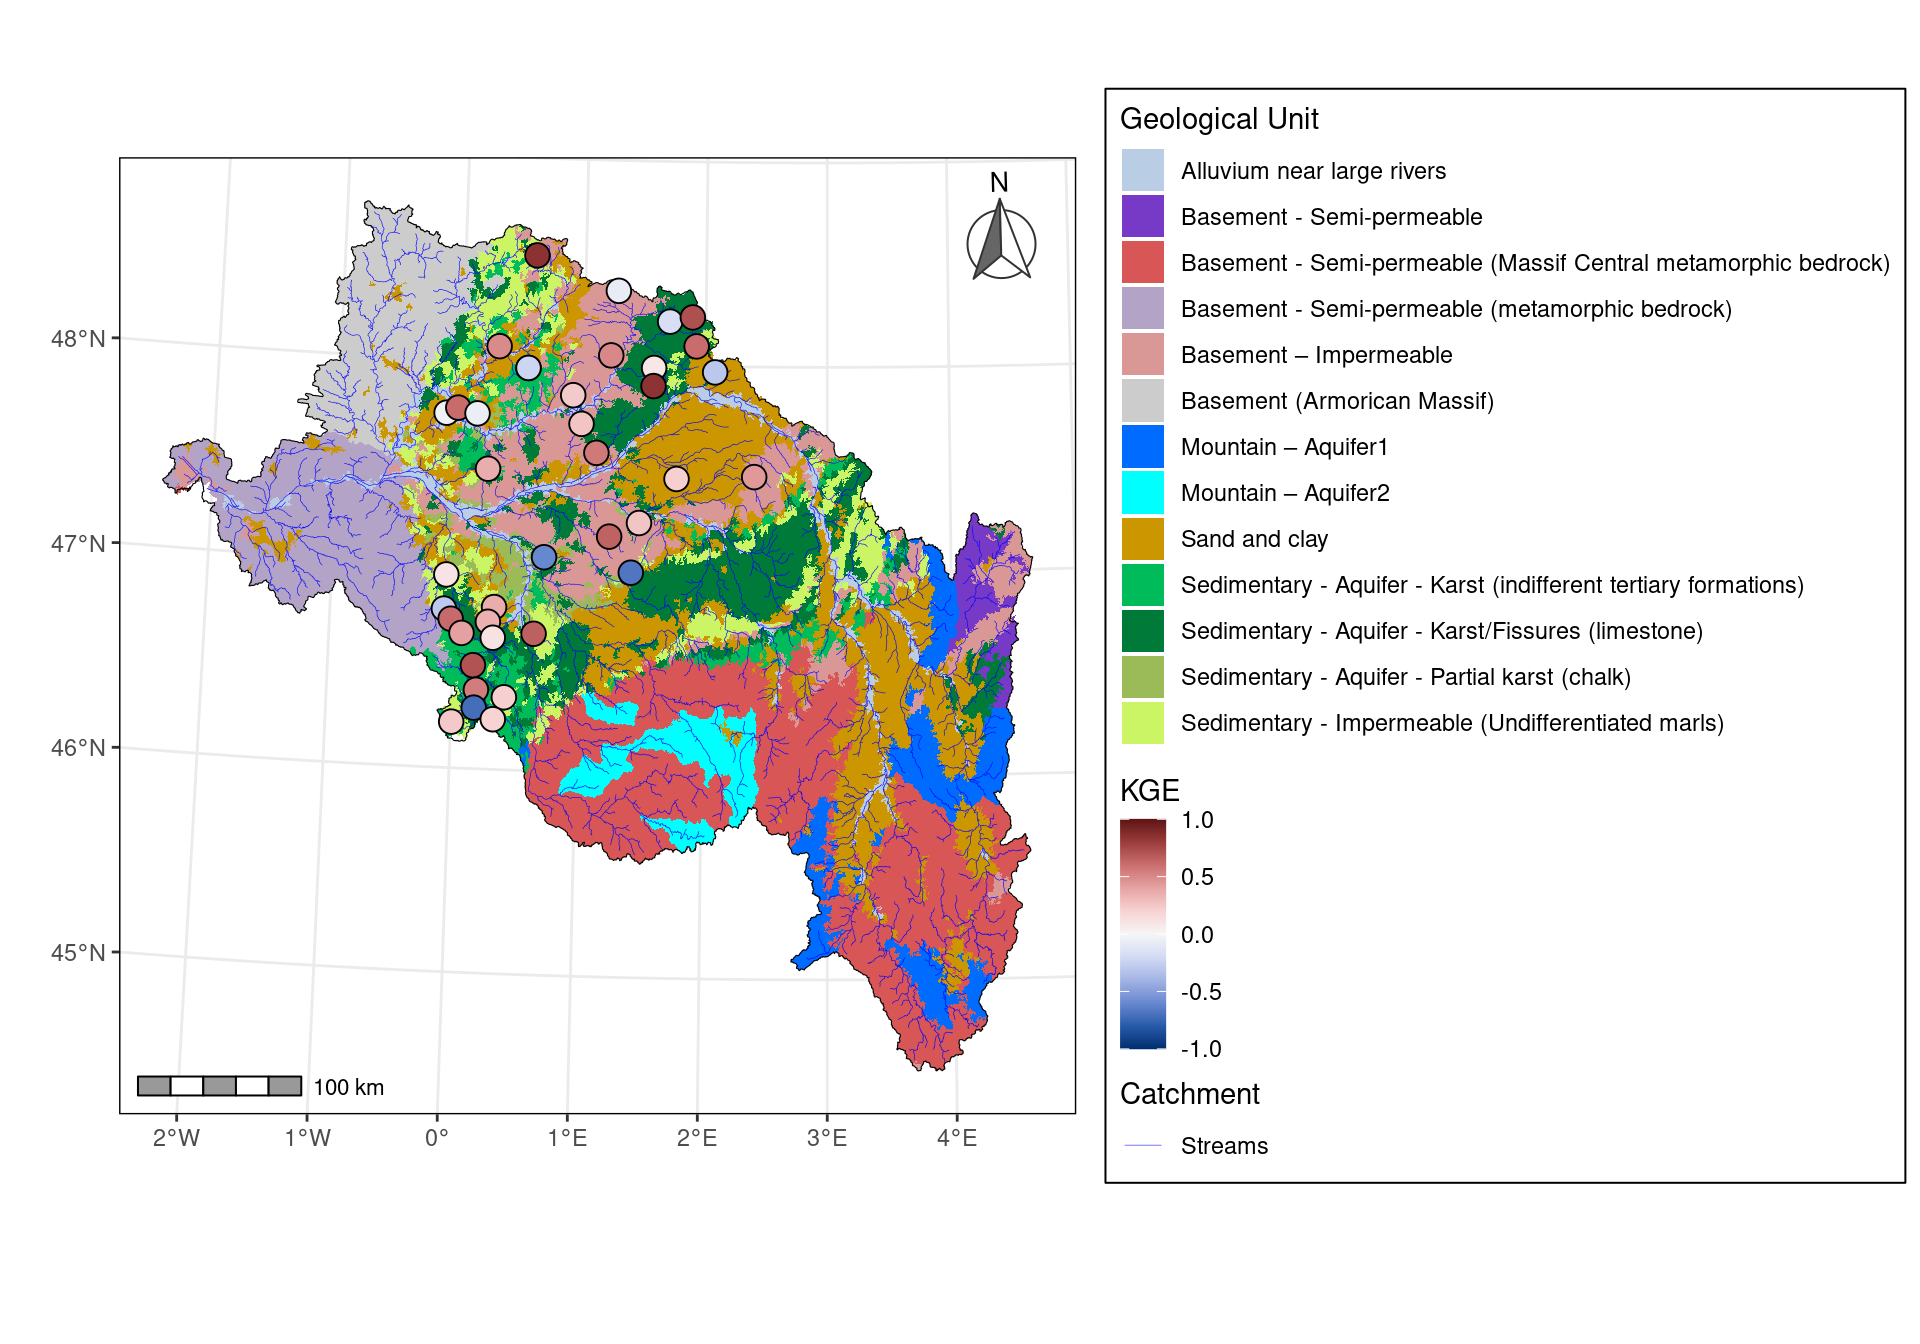 N
48°N
47°N
46°N
45°N
100 km
2°W
1°W
0°
1°E
2°E
3°E
4°E
Geological Unit
Alluvium near large rivers
Basement - Semi-permeable
Basement - Semi-permeable (Massif Central metamorphic bedrock)
Basement - Semi-permeable (metamorphic bedrock)
Basement – Impermeable
Basement (Armorican Massif)
Mountain – Aquifer1
Mountain – Aquifer2
Sand and clay
Sedimentary - Aquifer - Karst (indifferent tertiary formations)
Sedimentary - Aquifer - Karst/Fissures (limestone)
Sedimentary - Aquifer - Partial karst (chalk)
Sedimentary - Impermeable (Undifferentiated marls)
KGE
1.0
0.5
0.0
-0.5
-1.0
Catchment
Streams